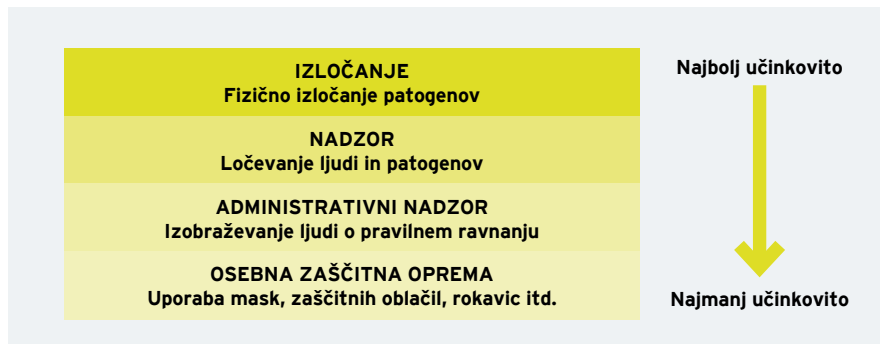 IZLOČANJE
Fizično izločanje patogenov
NADZOR
Ločevanje ljudi in patogenov
ADMINISTRATIVNI NADZOR
Izobraževanje ljudi o pravilnem ravnanju
OSEBNA ZAŠČITNA OPREMA
Uporaba mask, zaščitnih oblačil, rokavic itd.
Najbolj učinkovito
Najmanj učinkovito